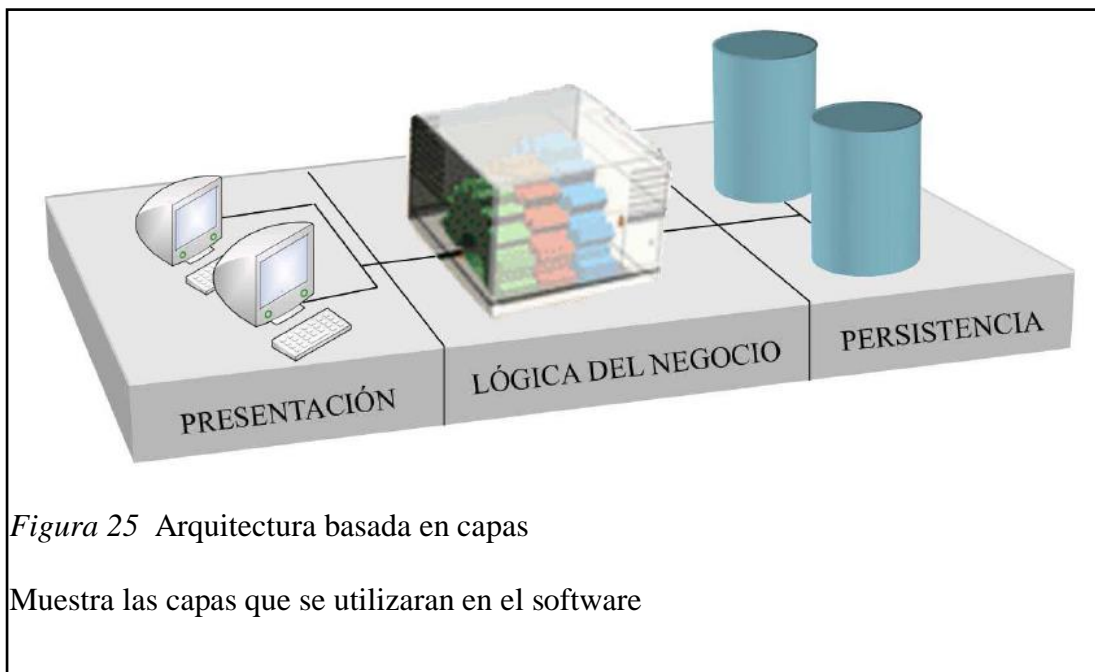 PRESENTACIÓN
LÓGICA DEL NEGOCIO
PERSISTENCIA
Figura 25 Arquitectura basada en capas
Muestra las capas que se utilizaran en el software